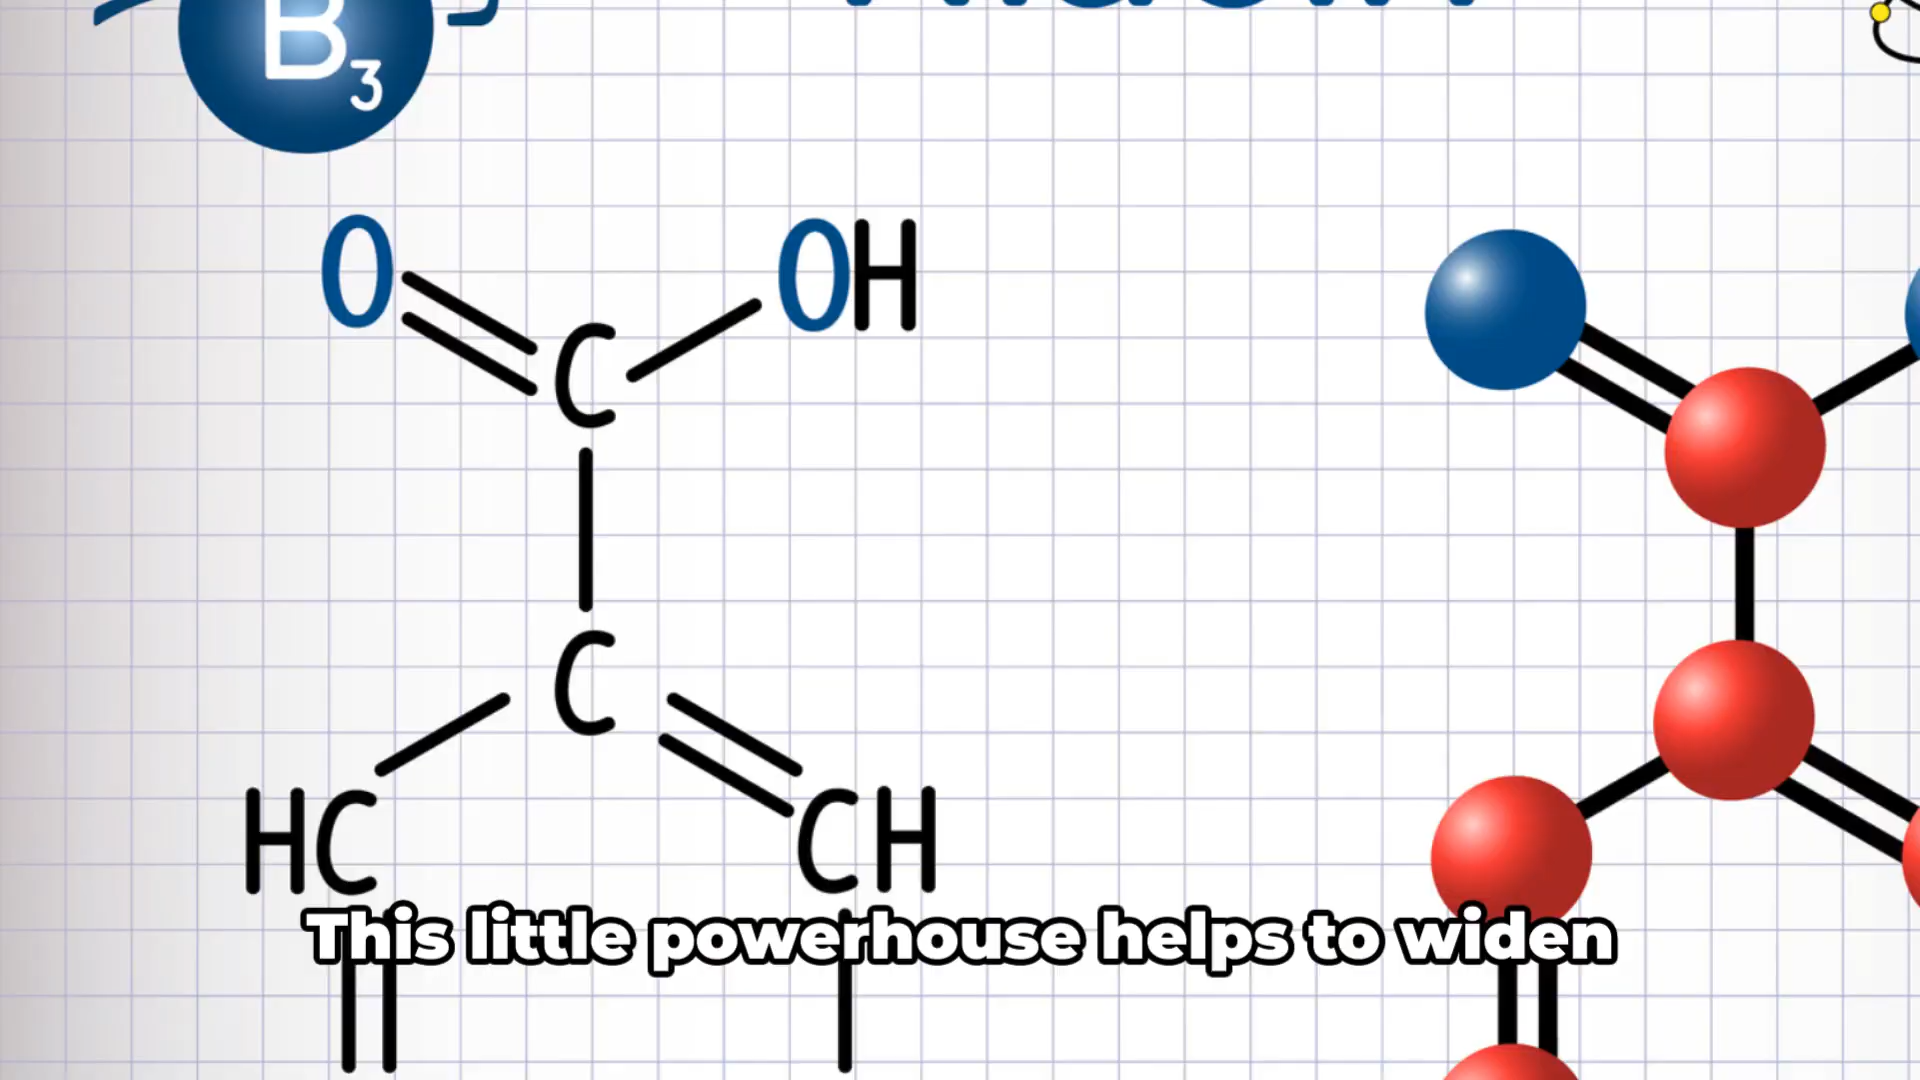 B3
O OH
C
C
HC CH
This little powerhouse helps to widen